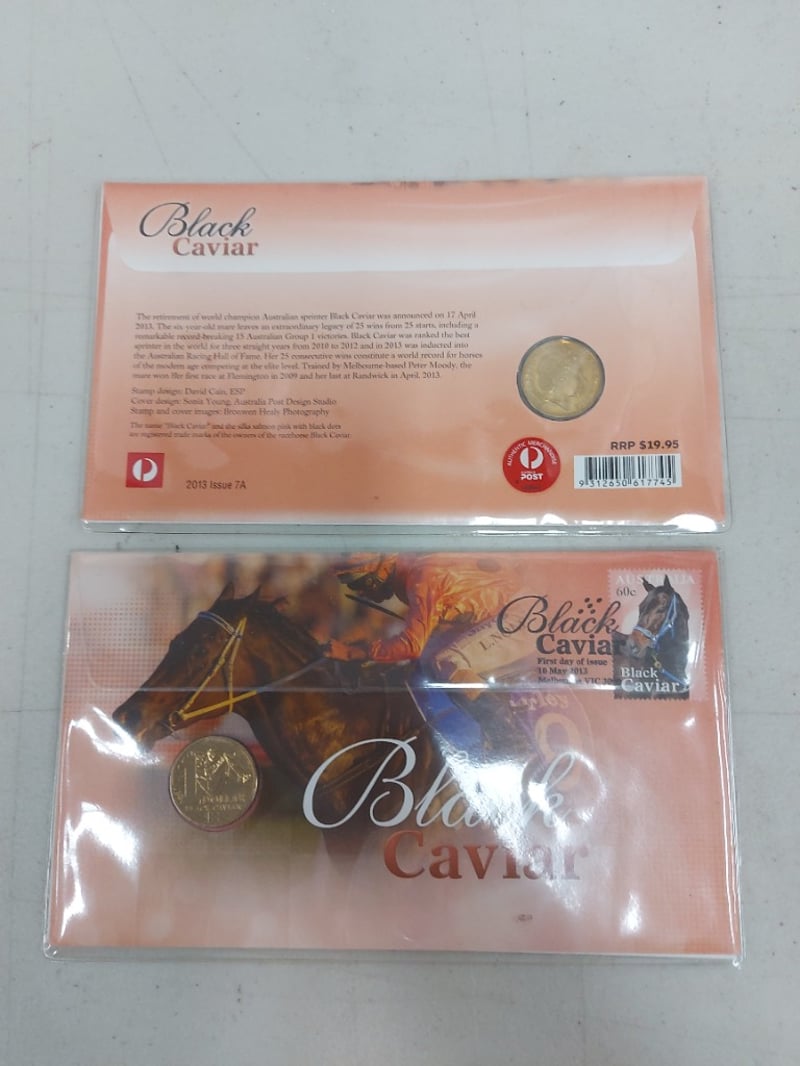 Black
Caviar
The retirement of world champion Australian sprinter Black Caviar was announced on 17 April
2013. The six year-old mare leaves an extraordinary legacy of 25 wins from 25 starts, including a
remarkable record-breaking 15 Australian Group 1 victories. Black Caviar was ranked the best
sprinter in the world for three straight years from 2010 to 2012 and in 2013 was inducted into
the Australian Racing Hall of Fame. Her 25 consecutive wins constitute a world record for horses
of the modern age competing at the elite level. Trained by Melbourne-based Peter Moody, the
mare won her first race at Flemington in 2009 and her last at Randwick in April, 2013.
Stamp design: David Cain, ESP
Cover design: Sonia Young, Australia Post Design Studio
Stamp and cover images: Bronwen Healy Photography
The name "Black Caviar® and the silks salmon pink with black dots
are registered trade marks of the owners of the racehorse Black Caviar
2013 Issue 7A
AUTHENTIC MERCHANDISE
POST
RRP $19.95
9 312650 617745
AUSTRALIA
60c
Black
Caviar
First day of issue
10 May 2013
Melbourne VIC
Black
Caviar
L.N
1
DOLLAR
BLACK CAVIAR
Black
Caviar